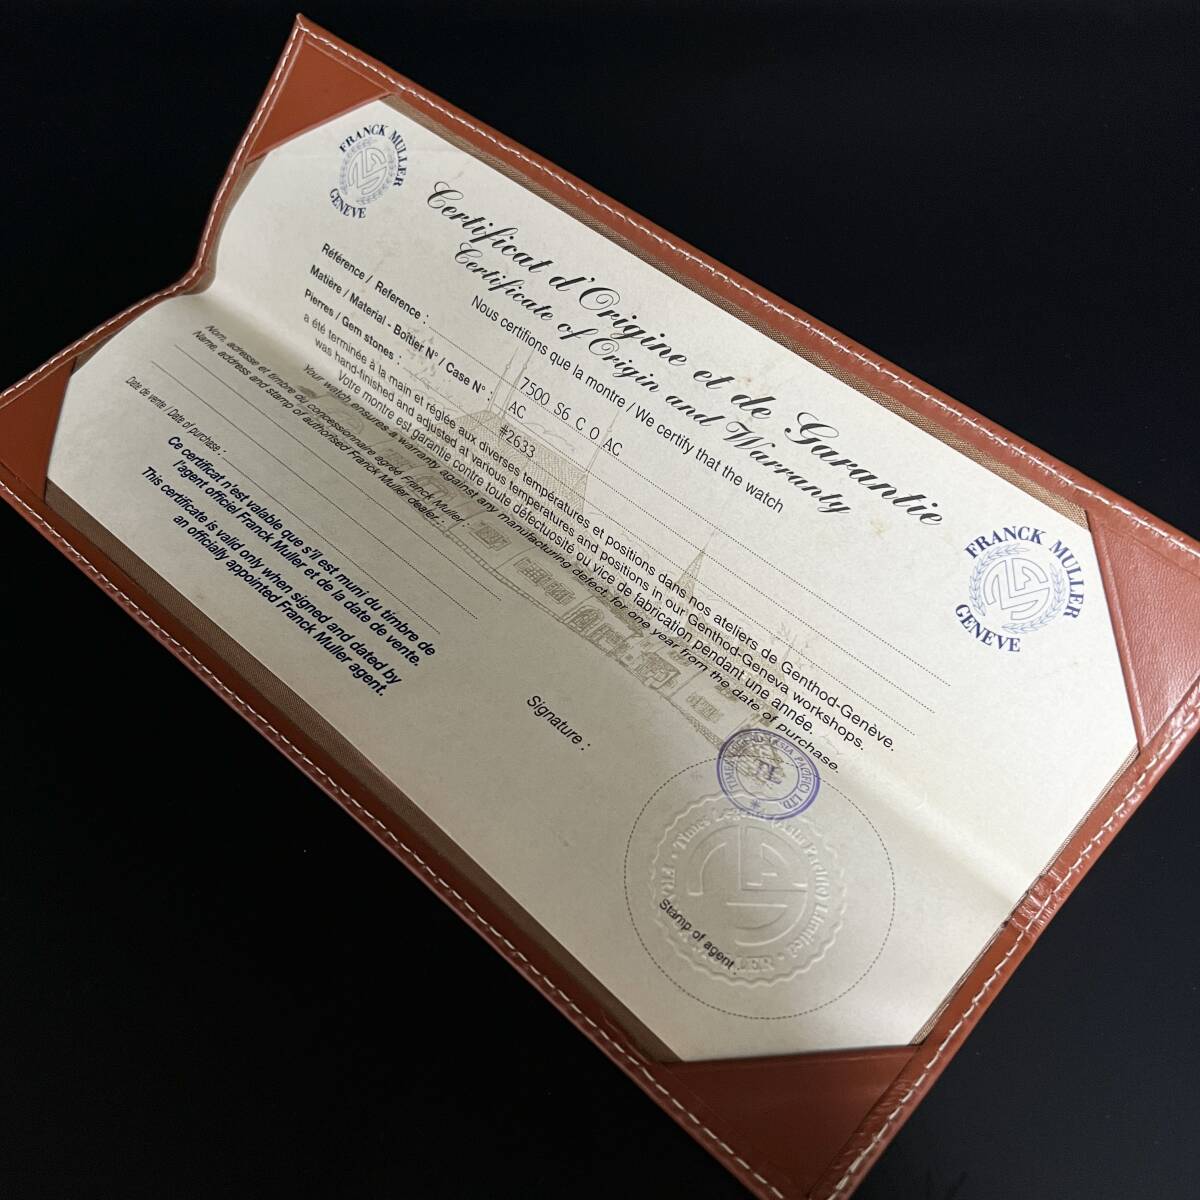 FRANCK MULLER
GENEVE
Certificat d'Origine et de Garantie
Certificate of Origin and Warranty
Nous certifions que la montre / We certify that the watch
Référence / Reference : 7500 S6 C.O AC
Matière / Material - Boîtier N° / Case N° : AC #2633
Pierres / Gem stones :
a été terminée à la main et réglée aux diverses températures et positions dans nos ateliers de Genthod-Genève.
was hand-finished and adjusted at various temperatures and positions in our Genthod-Geneva workshops.
Votre montre est garantie contre toute défectuosité ou vice de fabrication pendant une année.
Your watch ensures a warranty against any manufacturing defect for one year from the date of purchase.
Nom, adresse et timbre du concessionnaire agréé Franck Muller :
Name, address and stamp of authorised Franck Muller dealer :
Date de vente / Date of purchase :
Ce certificat n'est valable que s'il est muni du timbre de
l'agent officiel Franck Muller et de la date de vente.
This certificate is valid only when signed and dated by
an officially appointed Franck Muller agent.
Signature :
Stamp of agent :
FRANCK MULLER
GENEVE
ASIA PACIFIC) LTD
TL
(Asia Pacific) Limited